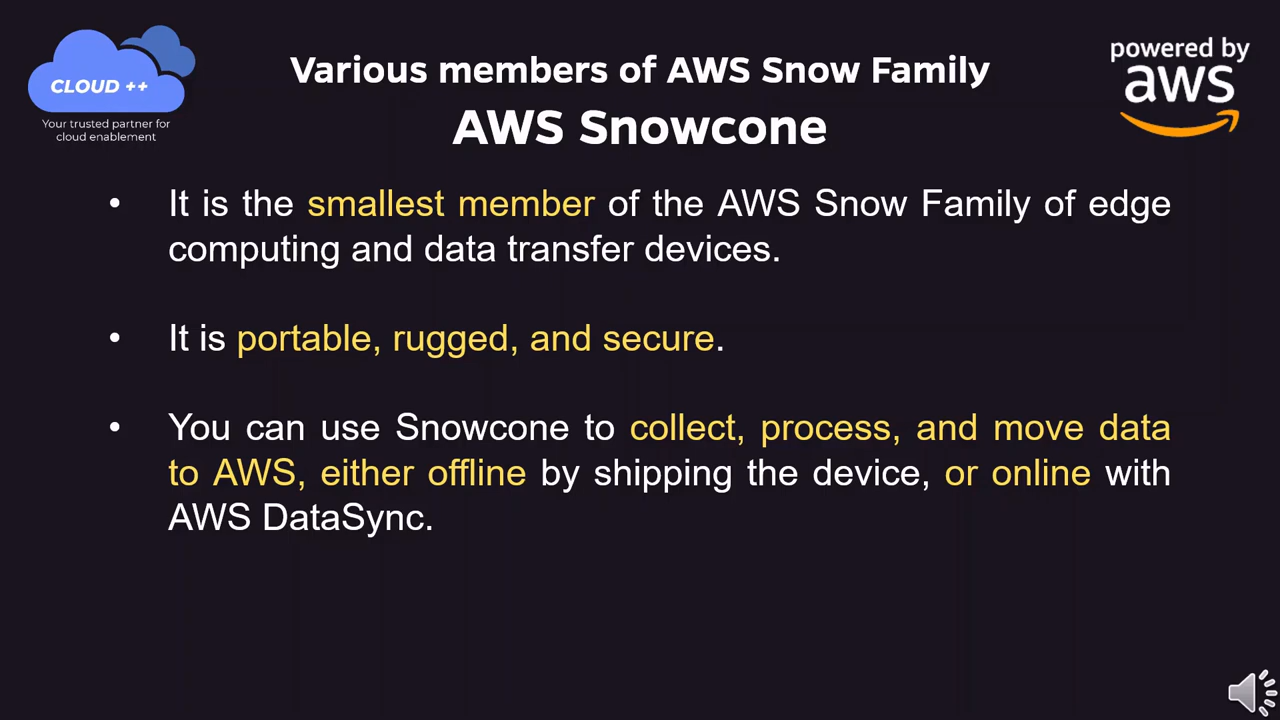 CLOUD ++
Your trusted partner for
cloud enablement
Various members of AWS Snow Family
AWS Snowcone
powered by
aws
• It is the smallest member of the AWS Snow Family of edge
computing and data transfer devices.
• It is portable, rugged, and secure.
• You can use Snowcone to collect, process, and move data
to AWS, either offline by shipping the device, or online with
AWS DataSync.